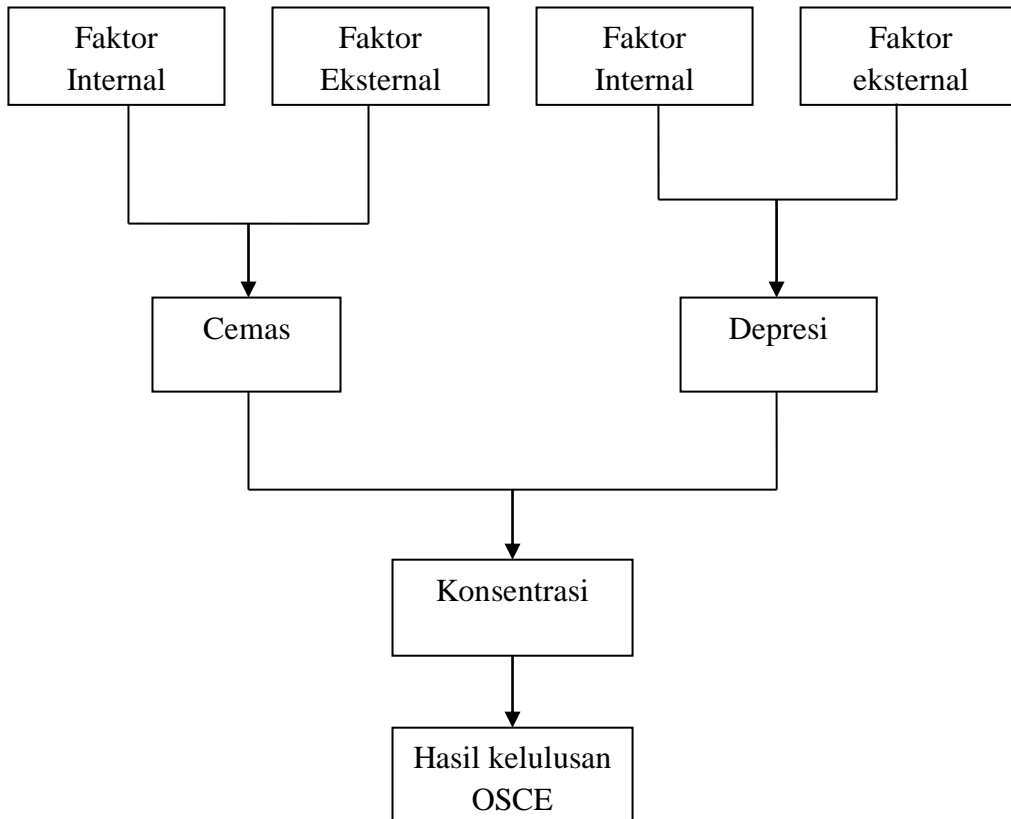 Faktor
Internal
Faktor
Eksternal
Faktor
Internal
Faktor
eksternal
Cemas
Depresi
Konsentrasi
Hasil kelulusan
OSCE